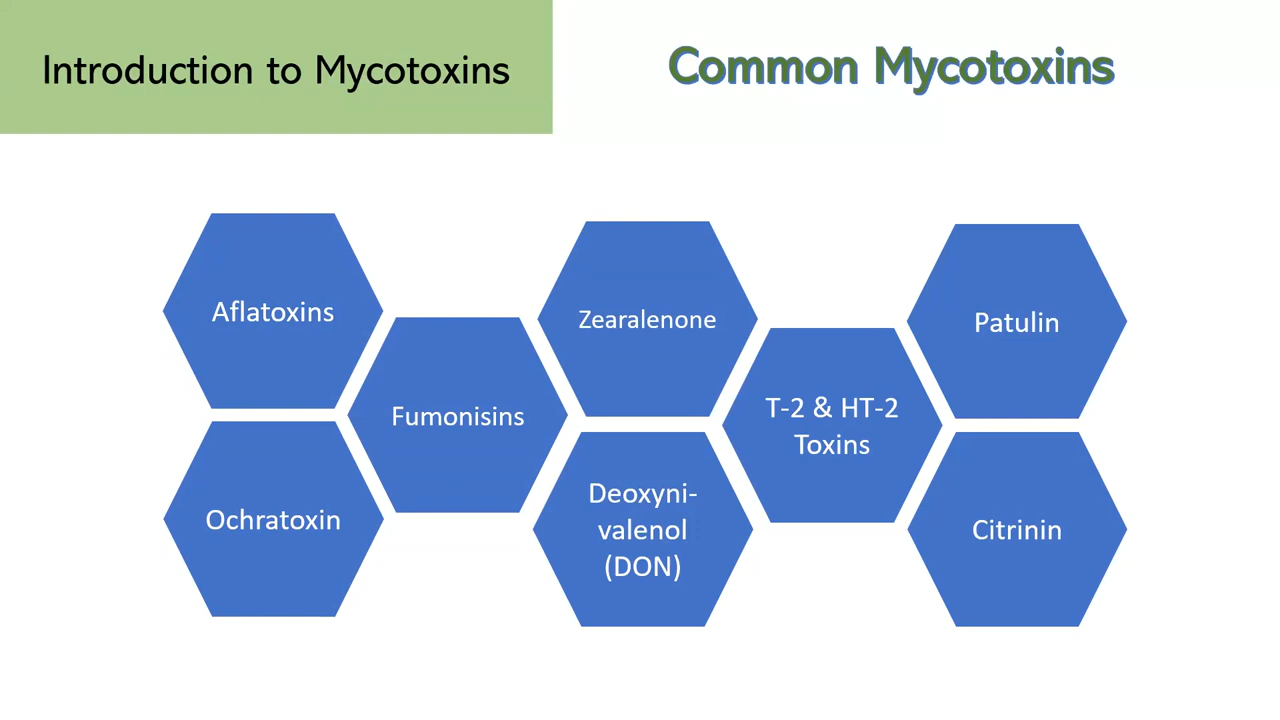 Introduction to Mycotoxins
Common Mycotoxins
Aflatoxins
Ochratoxin
Fumonisins
Zearalenone
Deoxyni-
valenol
(DON)
T-2 & HT-2
Toxins
Patulin
Citrinin